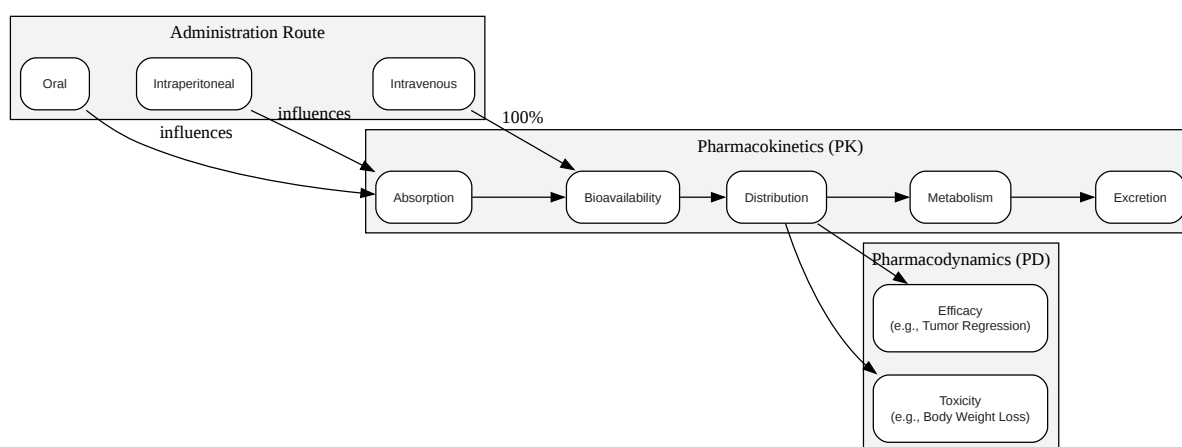 Administration Route
Oral
Intraperitoneal
Intravenous
influences
influences
100%
Pharmacokinetics (PK)
Absorption
Bioavailability
Distribution
Metabolism
Excretion
Pharmacodynamics (PD)
Efficacy
(e.g., Tumor Regression)
Toxicity
(e.g., Body Weight Loss)